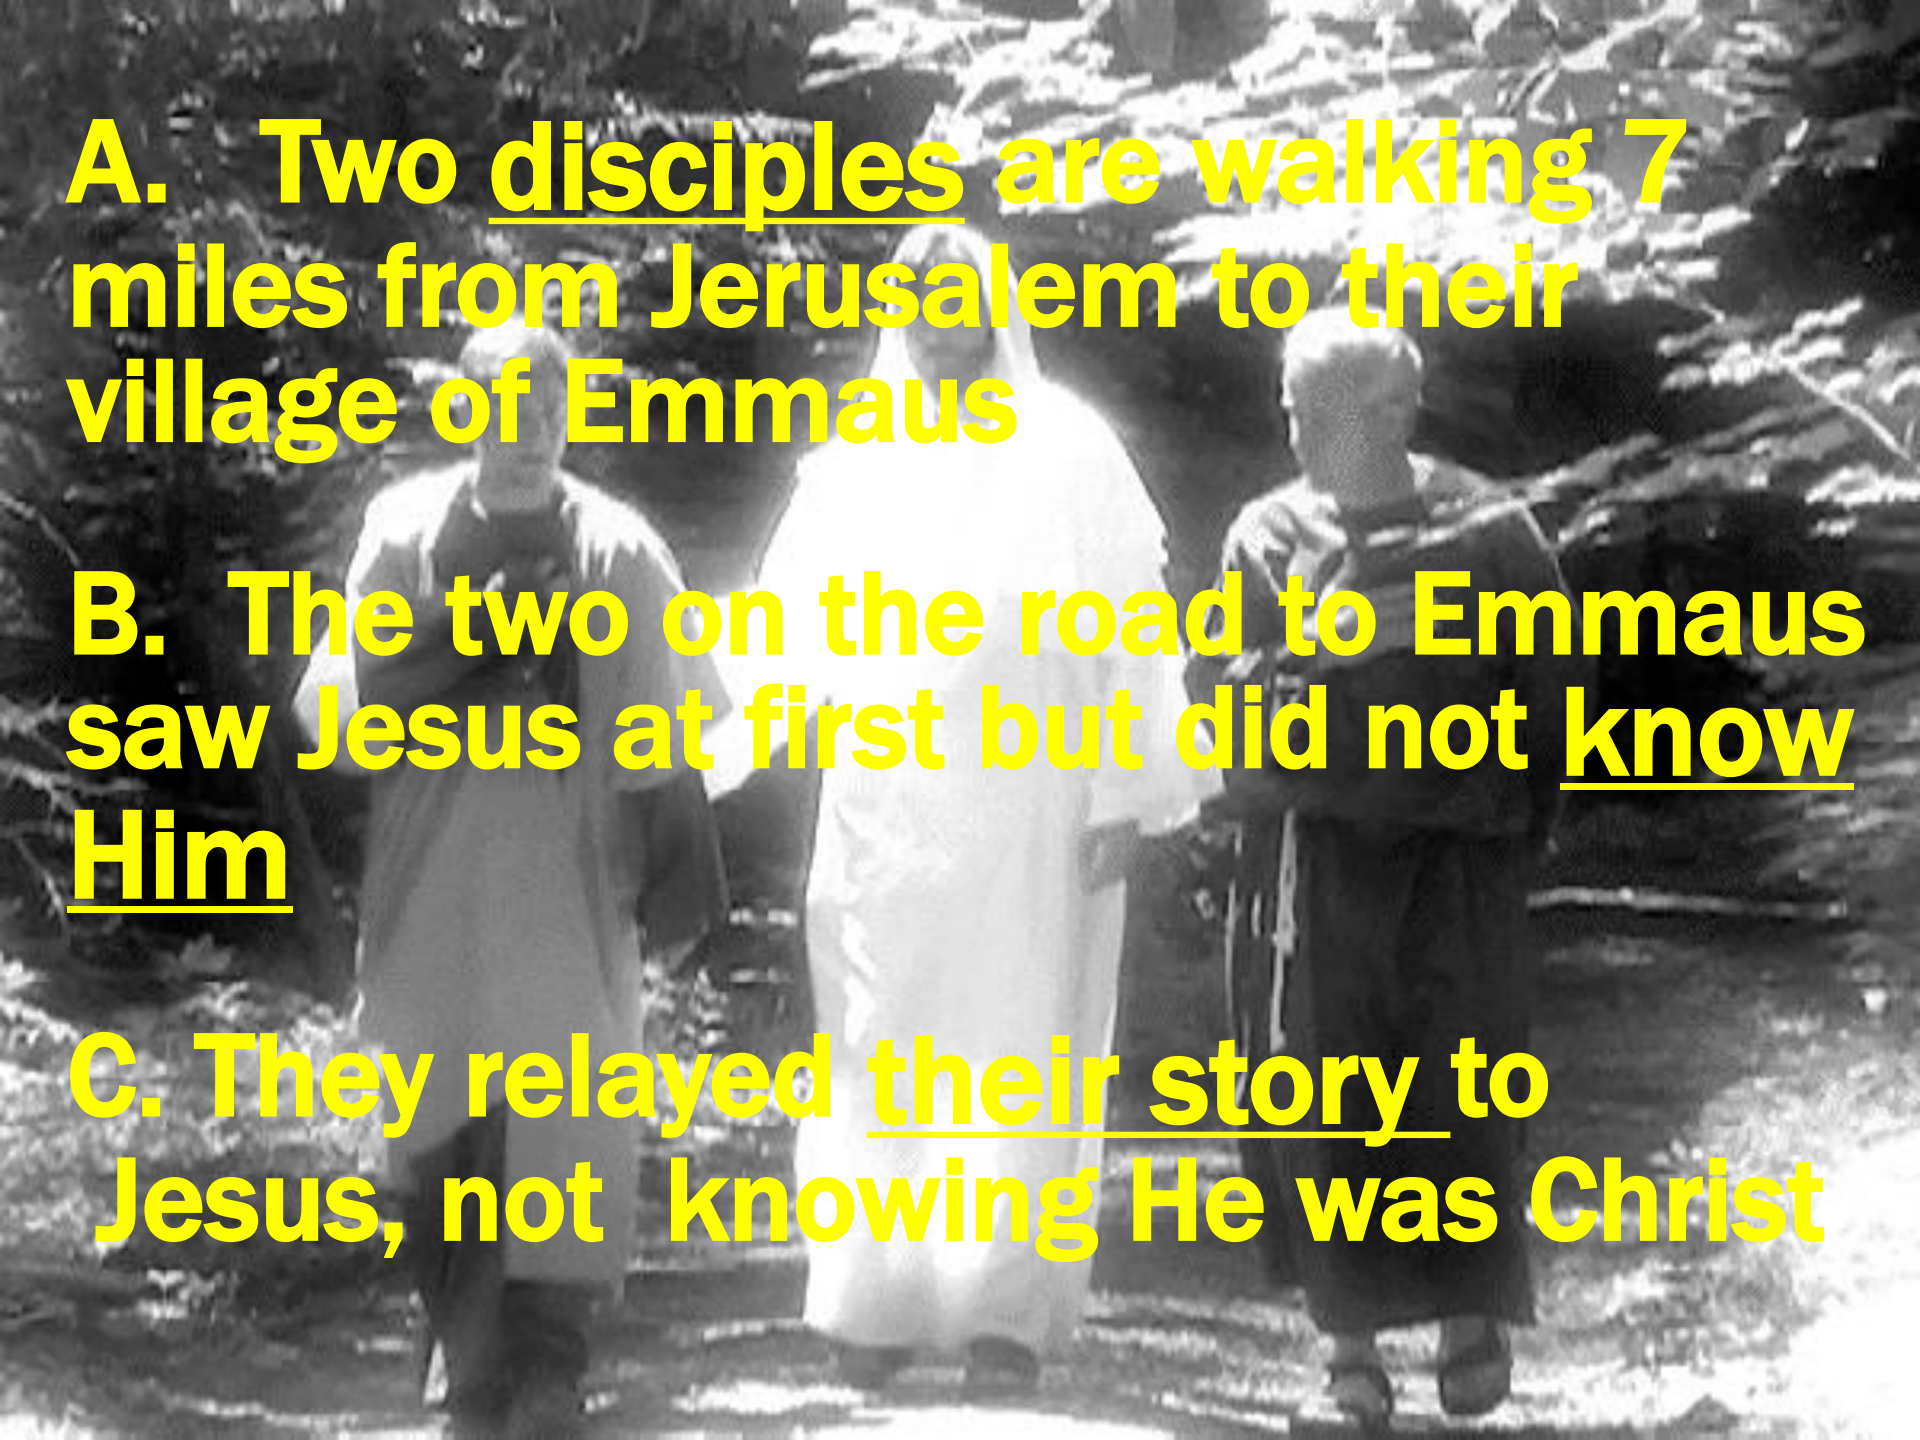 A.   Two disciples are walking 7
miles from Jerusalem to their
village of Emmaus
B.  The two on the road to Emmaus
saw Jesus at first but did not know
Him
C. They relayed their story to
Jesus, not  knowing He was Christ